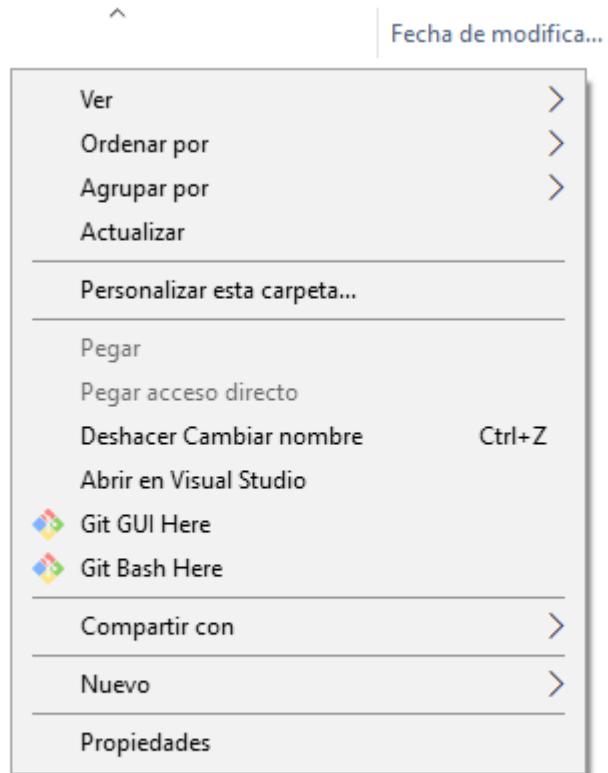 Fecha de modifica...
Ver
Ordenar por
Agrupar por
Actualizar
Personalizar esta carpeta...
Pegar
Pegar acceso directo
Deshacer Cambiar nombre Ctrl+Z
Abrir en Visual Studio
Git GUI Here
Git Bash Here
Compartir con
Nuevo
Propiedades